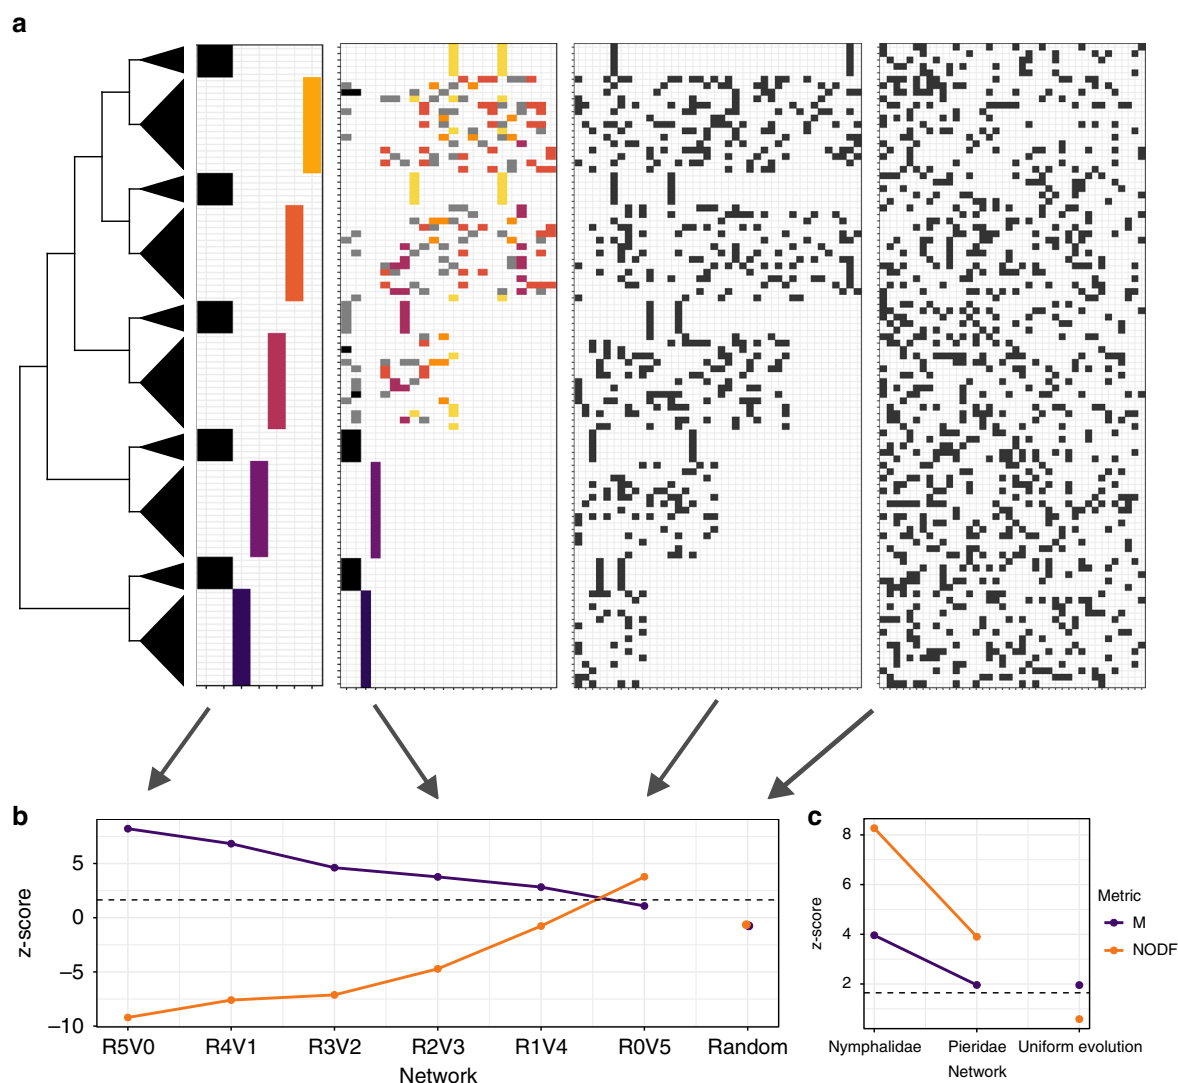 a
b
z-score
5
0
−5
−10
R5V0 R4V1 R3V2 R2V3 R1V4 R0V5 Random
Network
c
z-score
8
6
4
2
Nymphalidae Pieridae Uniform evolution
Network
Metric
M
NODF